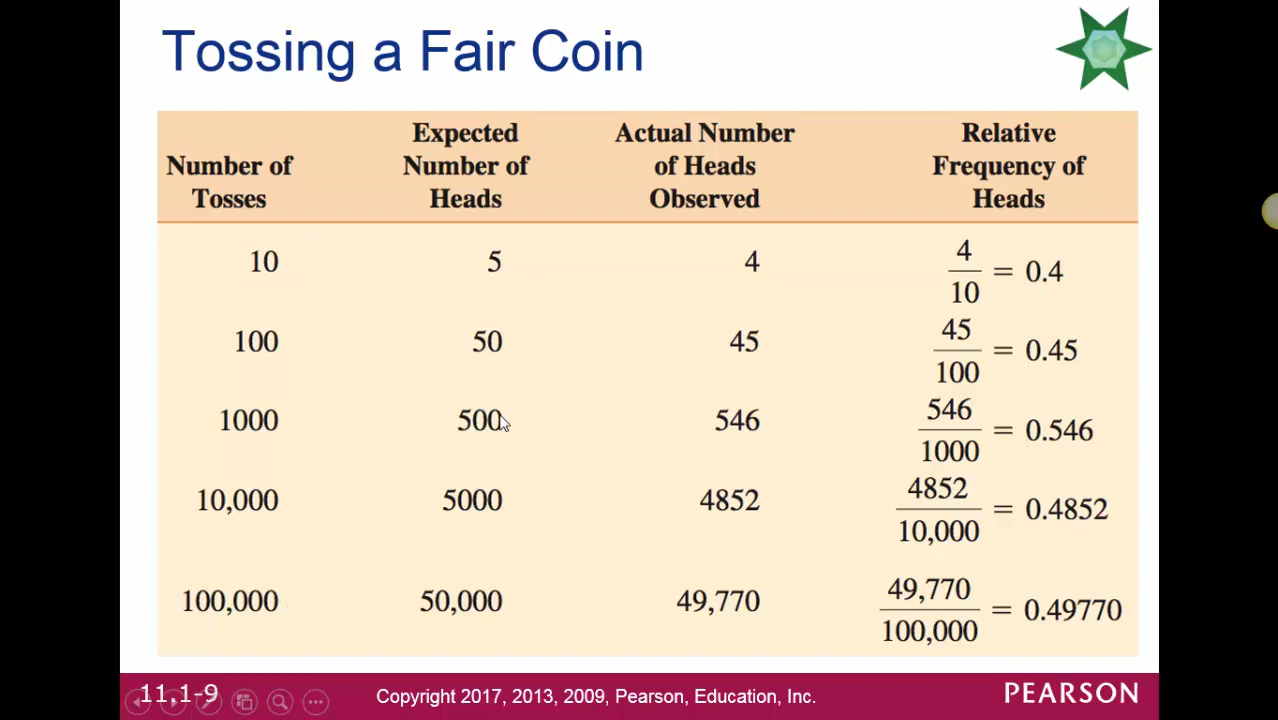 Tossing a Fair Coin
Number of Tosses
Expected Number of Heads
Actual Number of Heads Observed
Relative Frequency of Heads
10 5 4 4/10 = 0.4
100 50 45 45/100 = 0.45
1000 500 546 546/1000 = 0.546
10,000 5000 4852 4852/10,000 = 0.4852
100,000 50,000 49,770 49,770/100,000 = 0.49770
11.1-9
Copyright 2017, 2013, 2009, Pearson, Education, Inc.
PEARSON